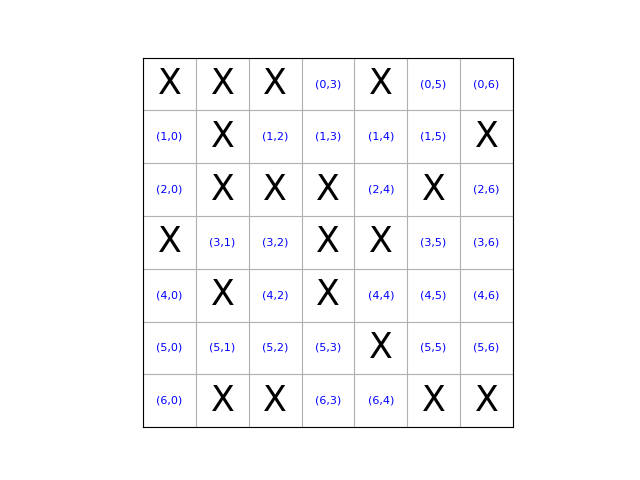 X X X (0,3) X (0,5) (0,6)
(1,0) X (1,2) (1,3) (1,4) (1,5) X
(2,0) X X X (2,4) X (2,6)
X (3,1) (3,2) X X (3,5) (3,6)
(4,0) X (4,2) X (4,4) (4,5) (4,6)
(5,0) (5,1) (5,2) (5,3) X (5,5) (5,6)
(6,0) X X (6,3) (6,4) X X